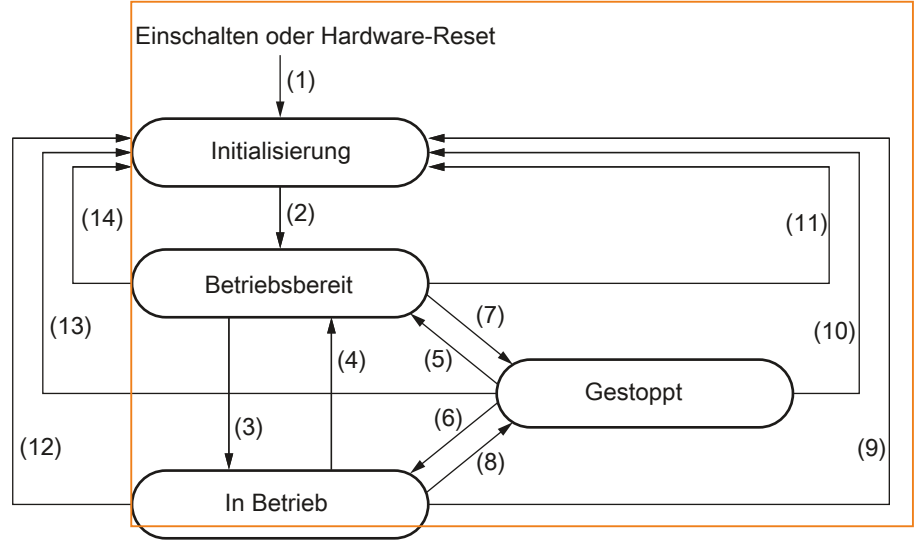 Einschalten oder Hardware-Reset
(1)
Initialisierung
(2)
(14)
(11)
Betriebsbereit
(7)
(13)
(4)
(5)
(10)
Gestoppt
(6)
(3)
(12)
(8)
(9)
In Betrieb